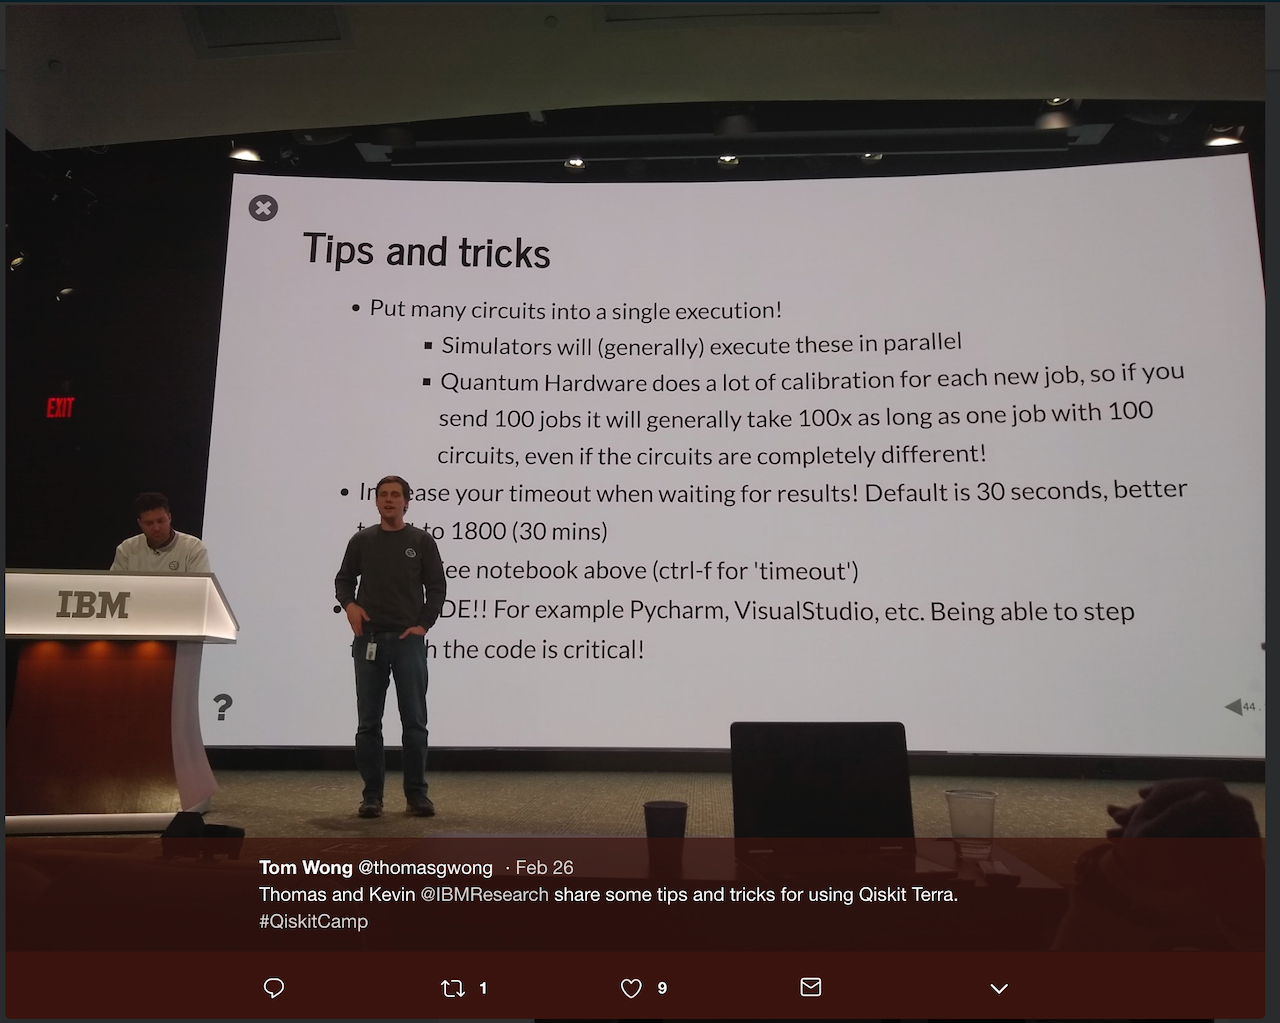 Tips and tricks
• Put many circuits into a single execution!
▪ Simulators will (generally) execute these in parallel
▪ Quantum Hardware does a lot of calibration for each new job, so if you
send 100 jobs it will generally take 100x as long as one job with 100
circuits, even if the circuits are completely different!
• In ease your timeout when waiting for results! Default is 30 seconds, better
to 1800 (30 mins)
ee notebook above (ctrl-f for 'timeout')
• DE!! For example Pycharm, VisualStudio, etc. Being able to step
h the code is critical!
EXIT
IBM
?
44
Tom Wong @thomasgwong · Feb 26
Thomas and Kevin @IBMResearch share some tips and tricks for using Qiskit Terra.
#QiskitCamp
1
9